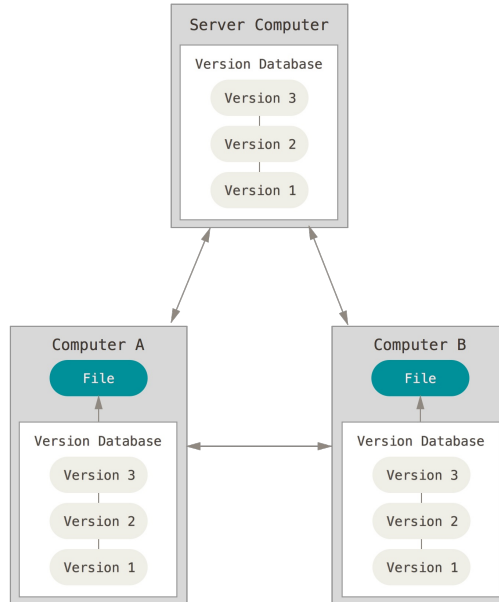 Server Computer
Version Database
Version 3
Version 2
Version 1
Computer A
File
Version Database
Version 3
Version 2
Version 1
Computer B
File
Version Database
Version 3
Version 2
Version 1